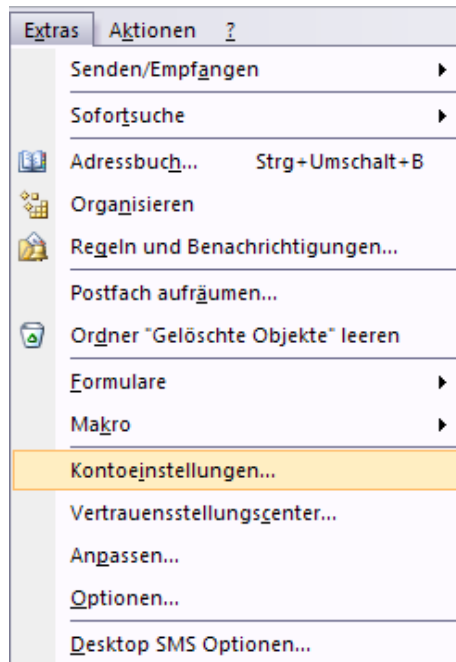 Extras Aktionen ?
Senden/Empfangen
Sofortsuche
Adressbuch... Strg+Umschalt+B
Organisieren
Regeln und Benachrichtigungen...
Postfach aufräumen...
Ordner "Gelöschte Objekte" leeren
Formulare
Makro
Kontoeinstellungen...
Vertrauensstellungscenter...
Anpassen...
Optionen...
Desktop SMS Optionen...